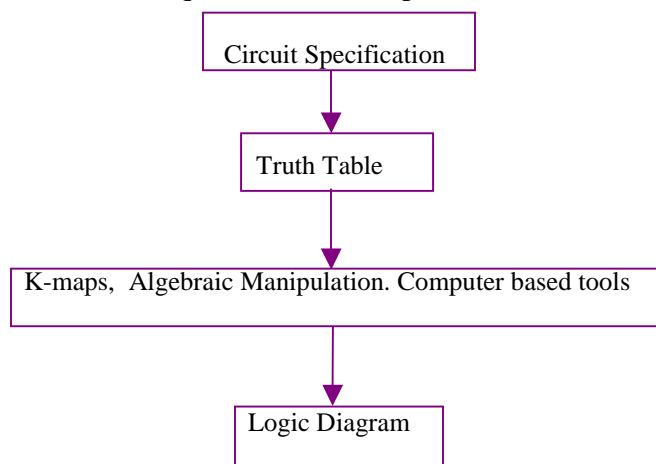 Circuit Specification
Truth Table
K-maps, Algebraic Manipulation. Computer based tools
Logic Diagram